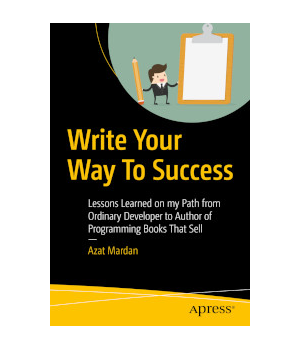 Write Your
Way To Success
Lessons Learned on my Path from
Ordinary Developer to Author of
Programming Books That Sell
—
Azat Mardan
Apress®